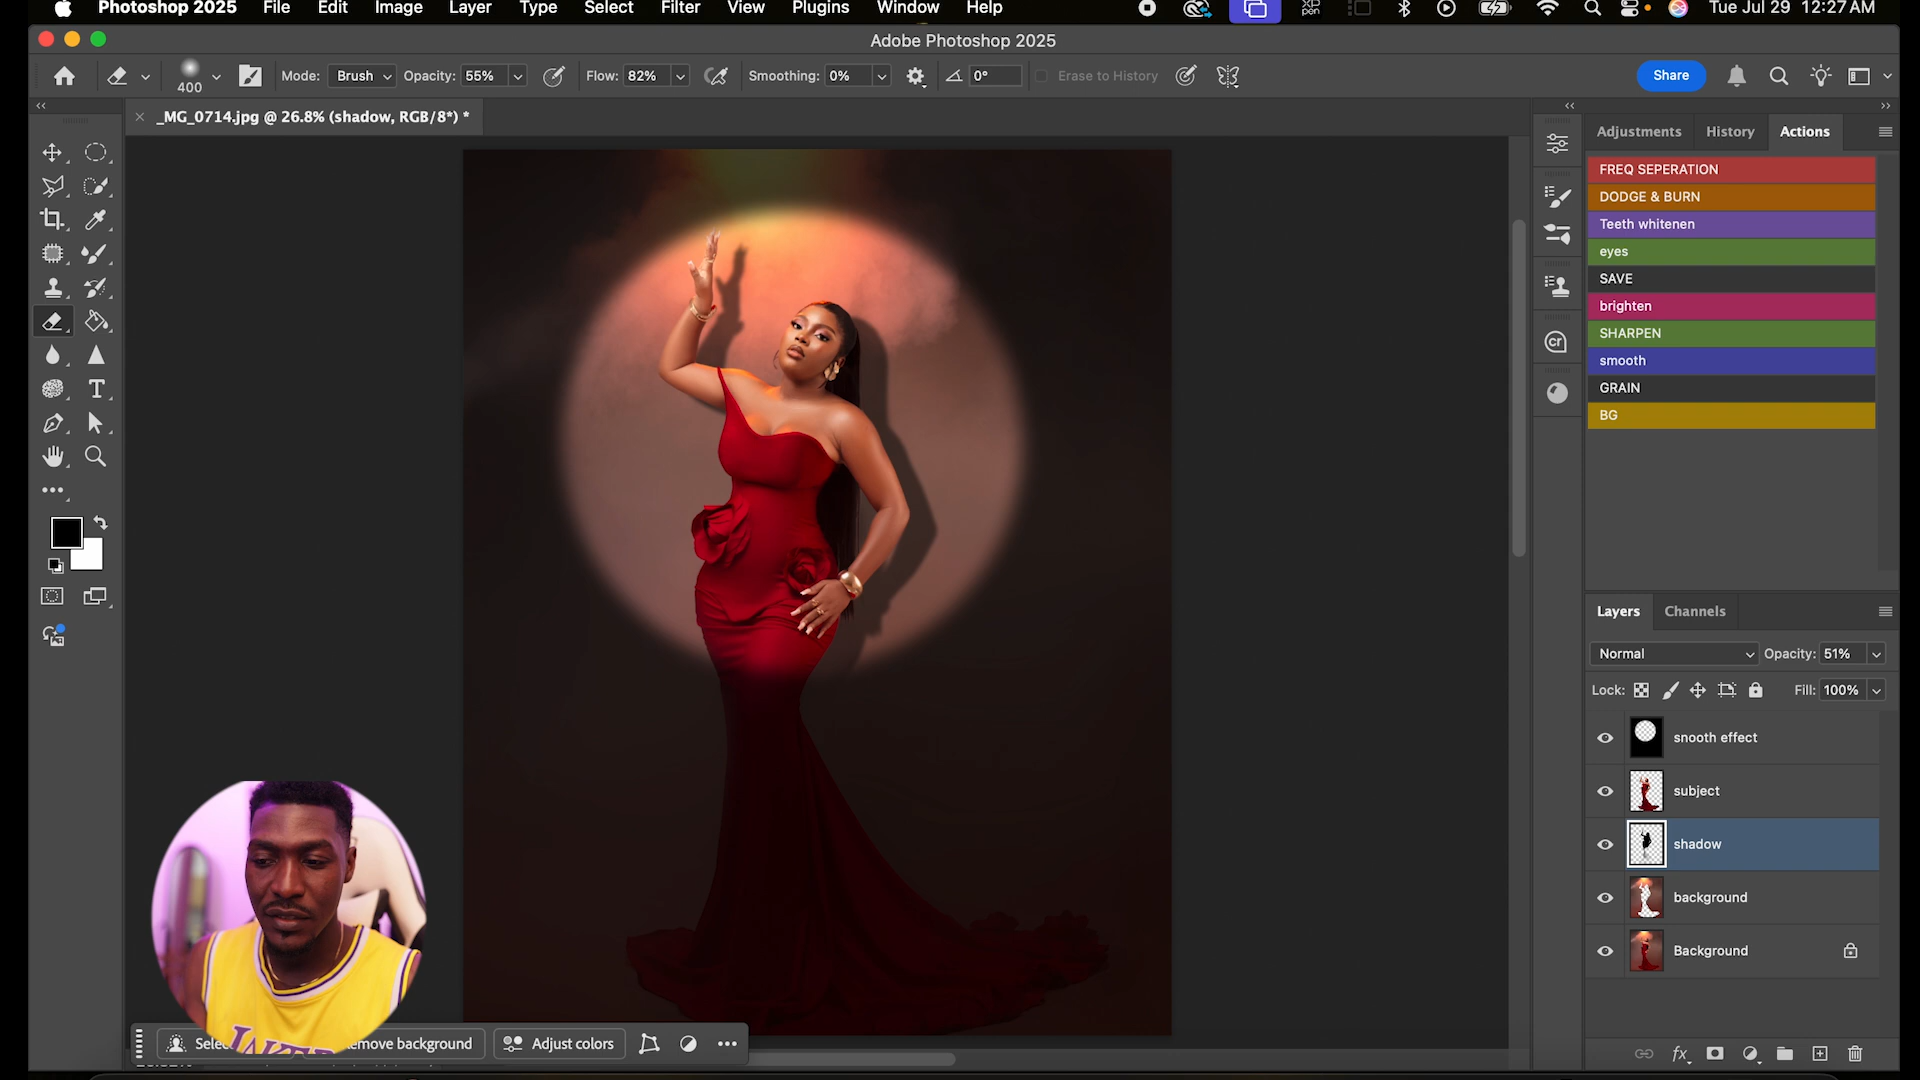 Photoshop 2025 File Edit Image Layer Type Select Filter View Plugins Window Help Tue Jul 29 12:27 AM
Adobe Photoshop 2025
400 Mode: Brush Opacity: 55% Flow: 82% Smoothing: 0% 0° Erase to History Share
_MG_0714.jpg @ 26.8% (shadow, RGB/8*) *
Adjustments History Actions
FREQ SEPERATION
DODGE & BURN
Teeth whitenen
eyes
SAVE
brighten
SHARPEN
smooth
GRAIN
BG
Layers Channels
Normal Opacity: 51%
Lock: Fill: 100%
snooth effect
subject
shadow
background
Background
Adjust colors
emove background